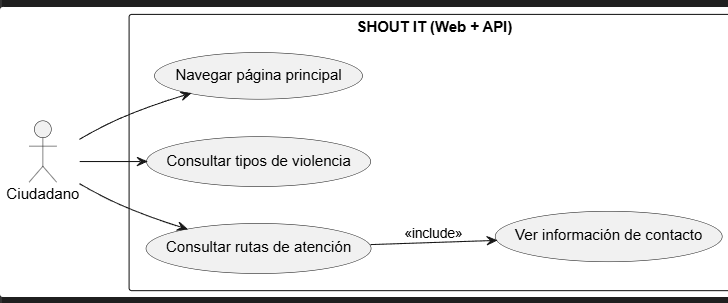 SHOUT IT (Web + API)
Navegar página principal
Consultar tipos de violencia
Ciudadano
Consultar rutas de atención
«include»
Ver información de contacto